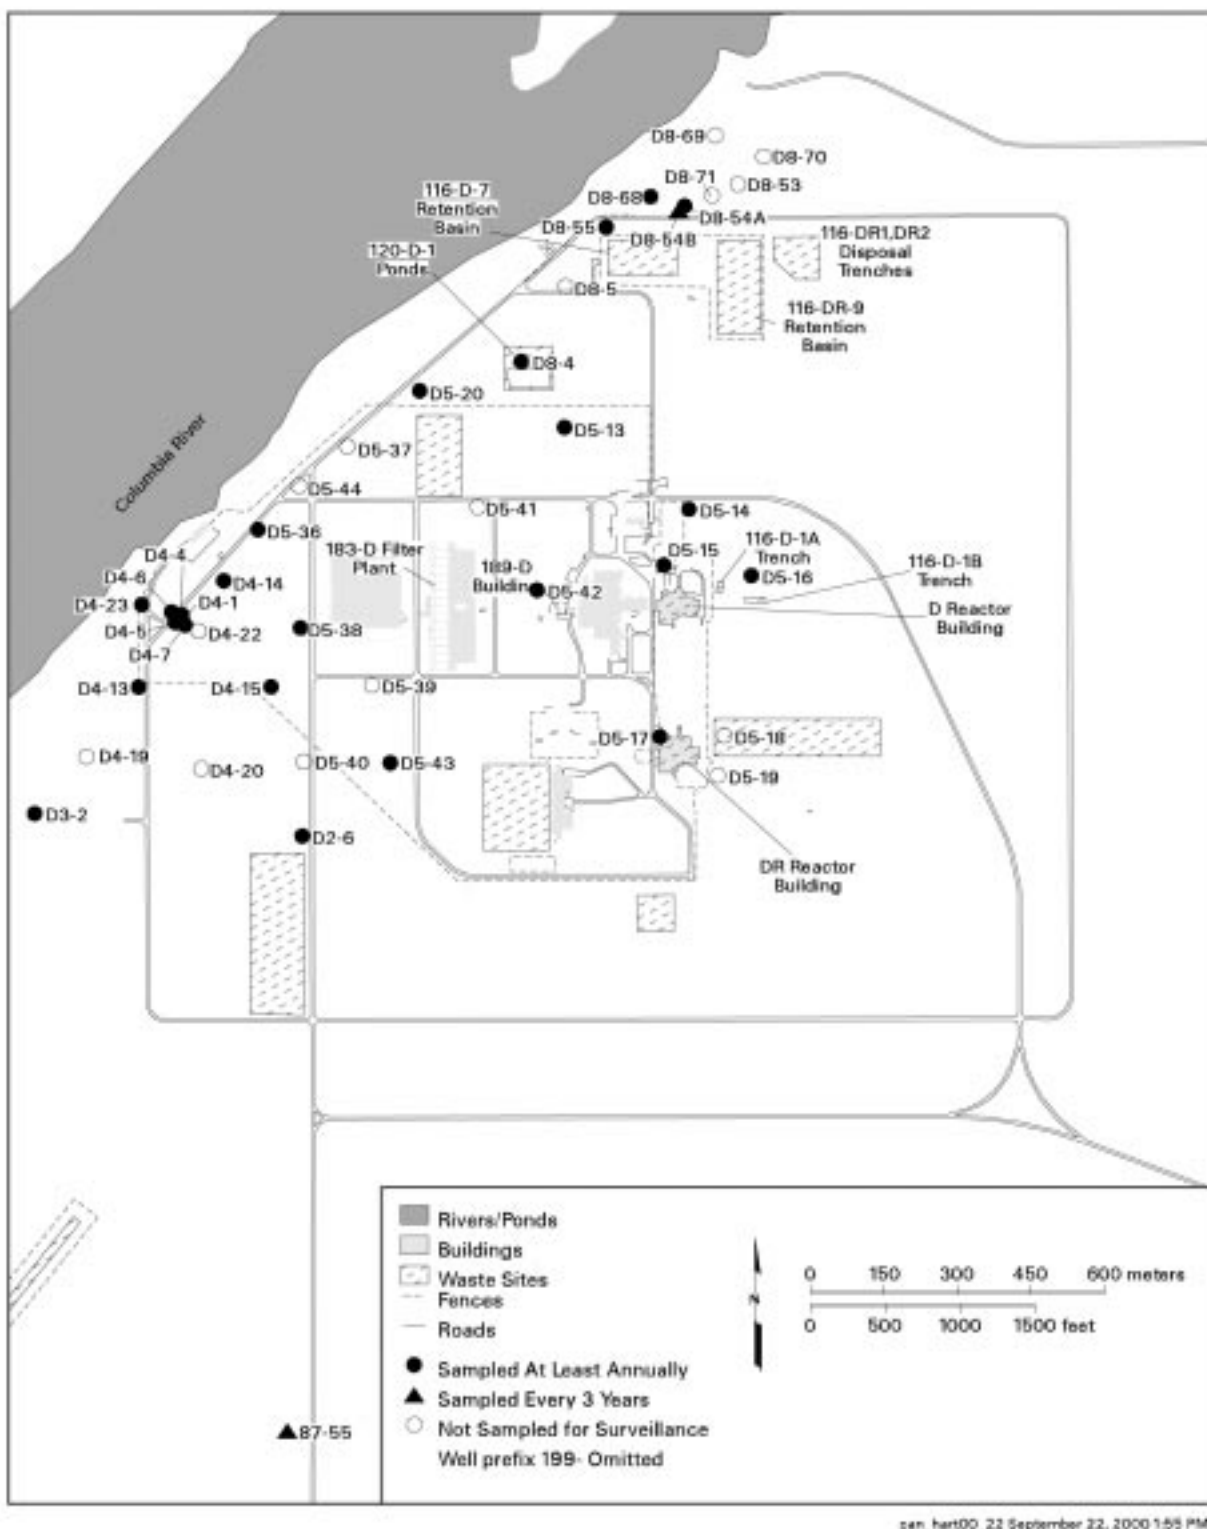 D8-69
D8-70
D8-71
D8-53
116-D-7
Retention
Basin
D8-68
D8-54A
D8-55
D8-54B
116-DR1,DR2
Disposal
Trenches
120-D-1
Ponds
D8-5
116-DR-9
Retention
Basin
D8-4
D5-20
D5-13
Columbia River
D5-37
D5-44
D5-41
D5-14
D5-36
D4-4
183-D Filter
Plant
D5-15
116-D-1A
Trench
D4-6
D4-14
189-D
Building
D5-42
D5-16
116-D-1B
Trench
D4-23
D4-1
D Reactor
Building
D4-5
D4-22
D5-38
D4-7
D4-13
D4-15
D5-39
D5-17
D5-18
D4-19
D4-20
D5-40
D5-43
D5-19
D3-2
D2-6
DR Reactor
Building
Rivers/Ponds
Buildings
Waste Sites
Fences
Roads
Sampled At Least Annually
Sampled Every 3 Years
Not Sampled for Surveillance
Well prefix 199- Omitted
N
0 150 300 450 600 meters
0 500 1000 1500 feet
87-55
can_hart00_22 September 22, 2000 1:55 PM